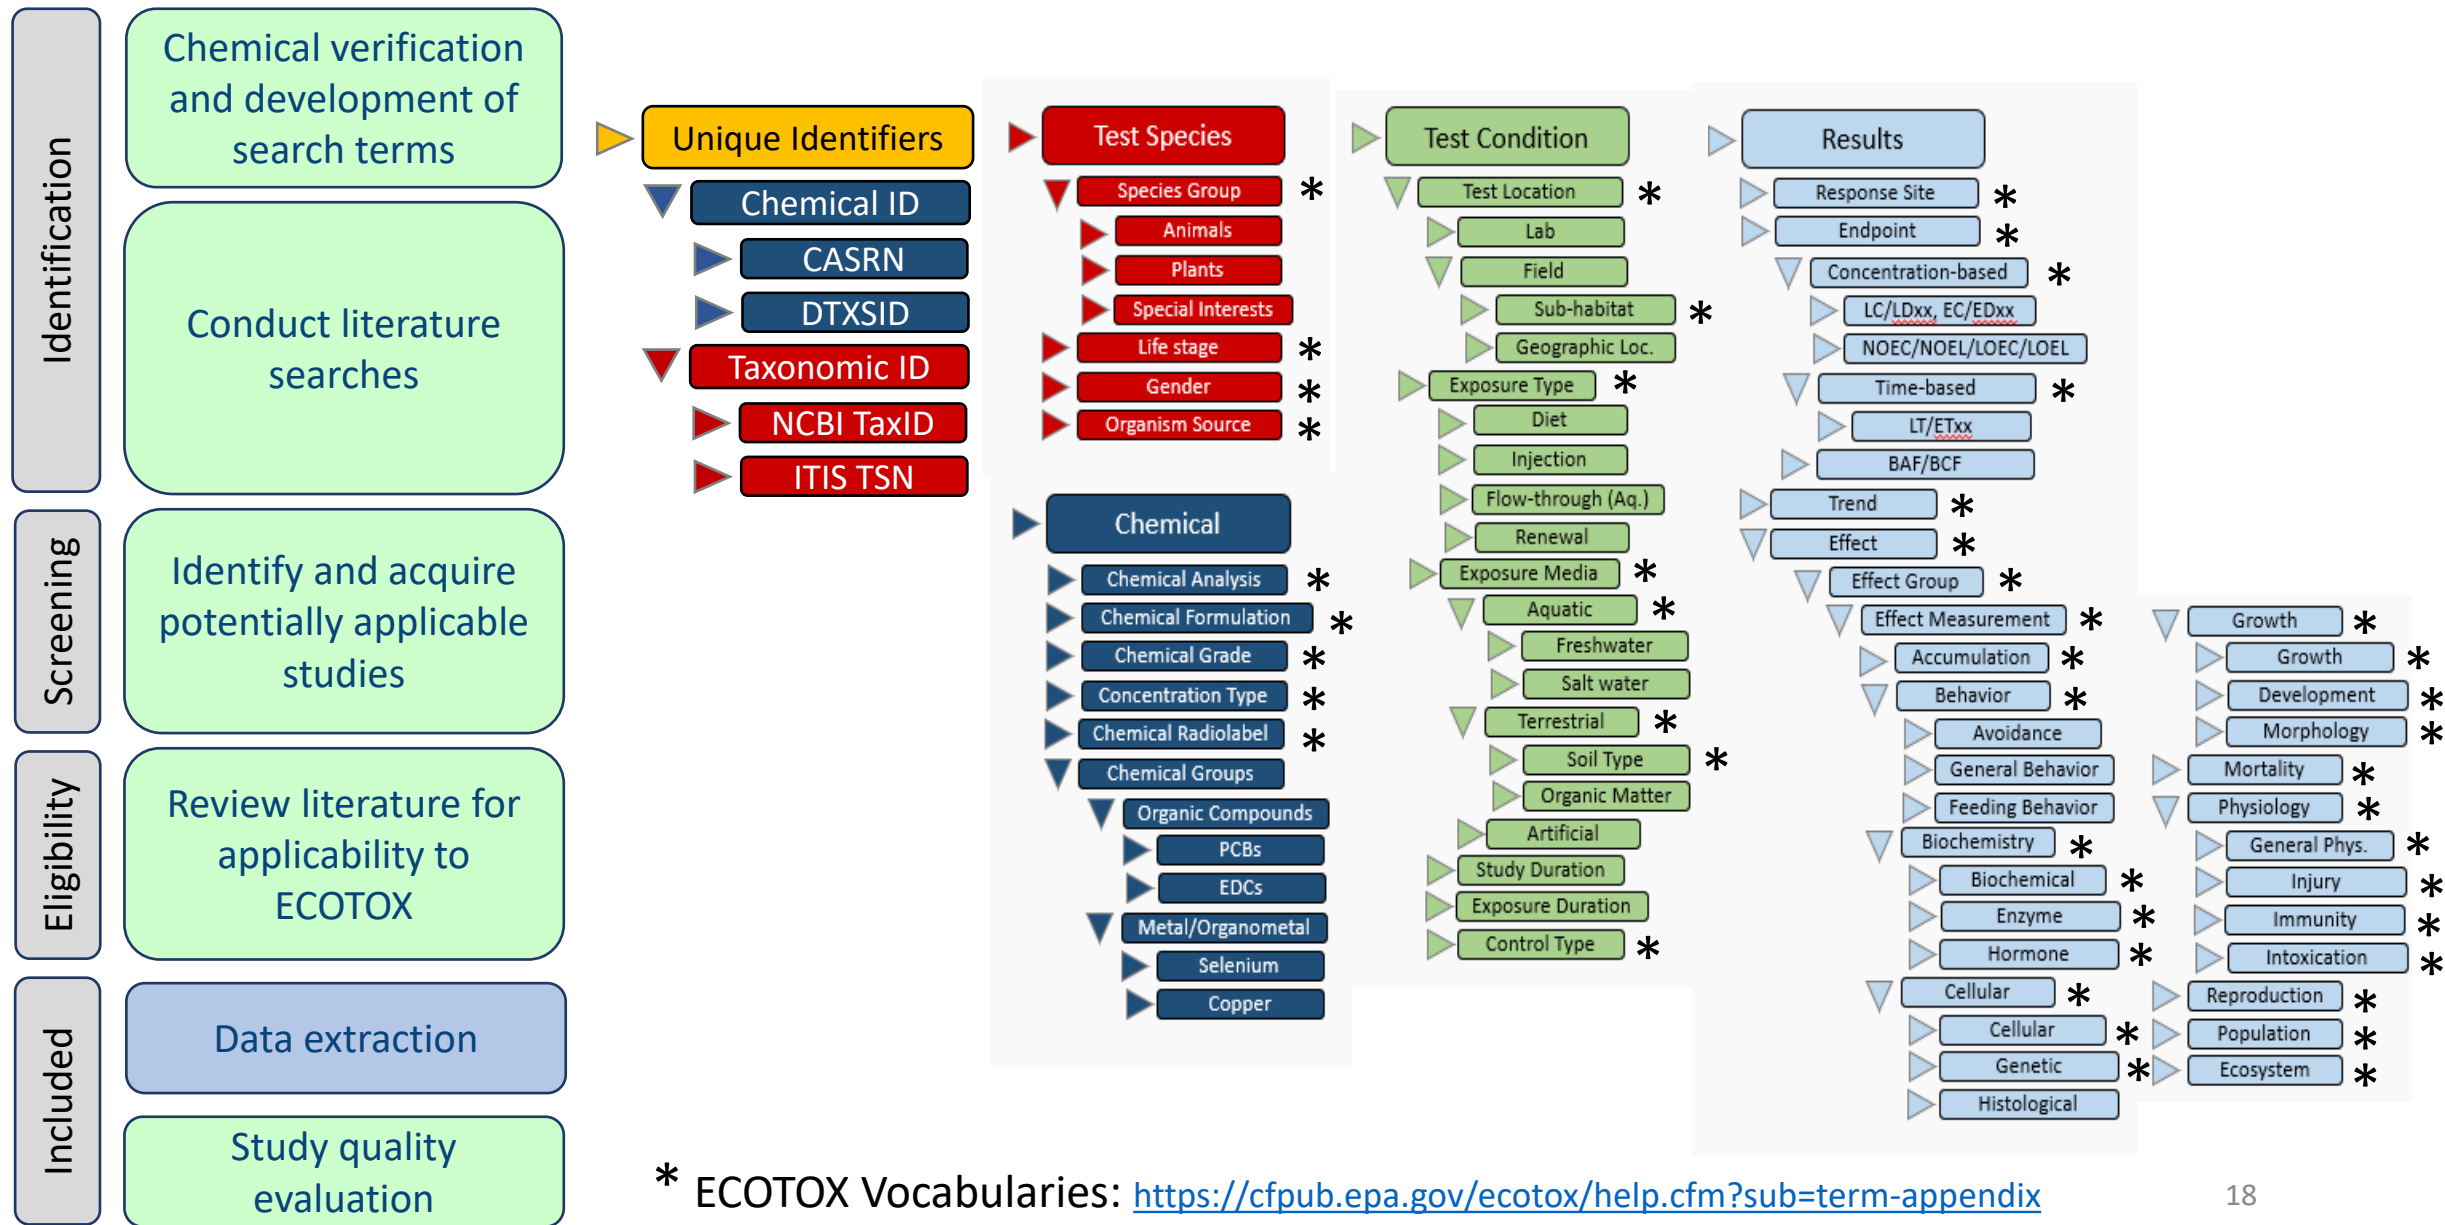 Identification
Chemical verification
and development of
search terms
Conduct literature
searches
Screening
Identify and acquire
potentially applicable
studies
Eligibility
Review literature for
applicability to
ECOTOX
Included
Data extraction
Study quality
evaluation
Unique Identifiers
Chemical ID
CASRN
DTXSID
Taxonomic ID
NCBI TaxID
ITIS TSN
Test Species
Species Group *
Animals
Plants
Special Interests
Life stage *
Gender *
Organism Source *
Chemical
Chemical Analysis *
Chemical Formulation *
Chemical Grade *
Concentration Type *
Chemical Radiolabel *
Chemical Groups
Organic Compounds
PCBs
EDCs
Metal/Organometal
Selenium
Copper
Test Condition
Test Location *
Lab
Field
Sub-habitat *
Geographic Loc.
Exposure Type *
Diet
Injection
Flow-through (Aq.)
Renewal
Exposure Media *
Aquatic *
Freshwater
Salt water
Terrestrial *
Soil Type *
Organic Matter
Artificial
Study Duration
Exposure Duration
Control Type *
Results
Response Site *
Endpoint *
Concentration-based *
LC/LDxx, EC/EDxx
NOEC/NOEL/LOEC/LOEL
Time-based *
LT/ETxx
BAF/BCF
Trend *
Effect *
Effect Group *
Effect Measurement *
Accumulation *
Behavior *
Avoidance
General Behavior
Feeding Behavior
Biochemistry *
Biochemical *
Enzyme *
Hormone *
Cellular *
Cellular *
Genetic *
Histological
Growth *
Growth *
Development *
Morphology *
Mortality *
Physiology *
General Phys. *
Injury *
Immunity *
Intoxication *
Reproduction *
Population *
Ecosystem *
* ECOTOX Vocabularies: https://cfpub.epa.gov/ecotox/help.cfm?sub=term-appendix
18